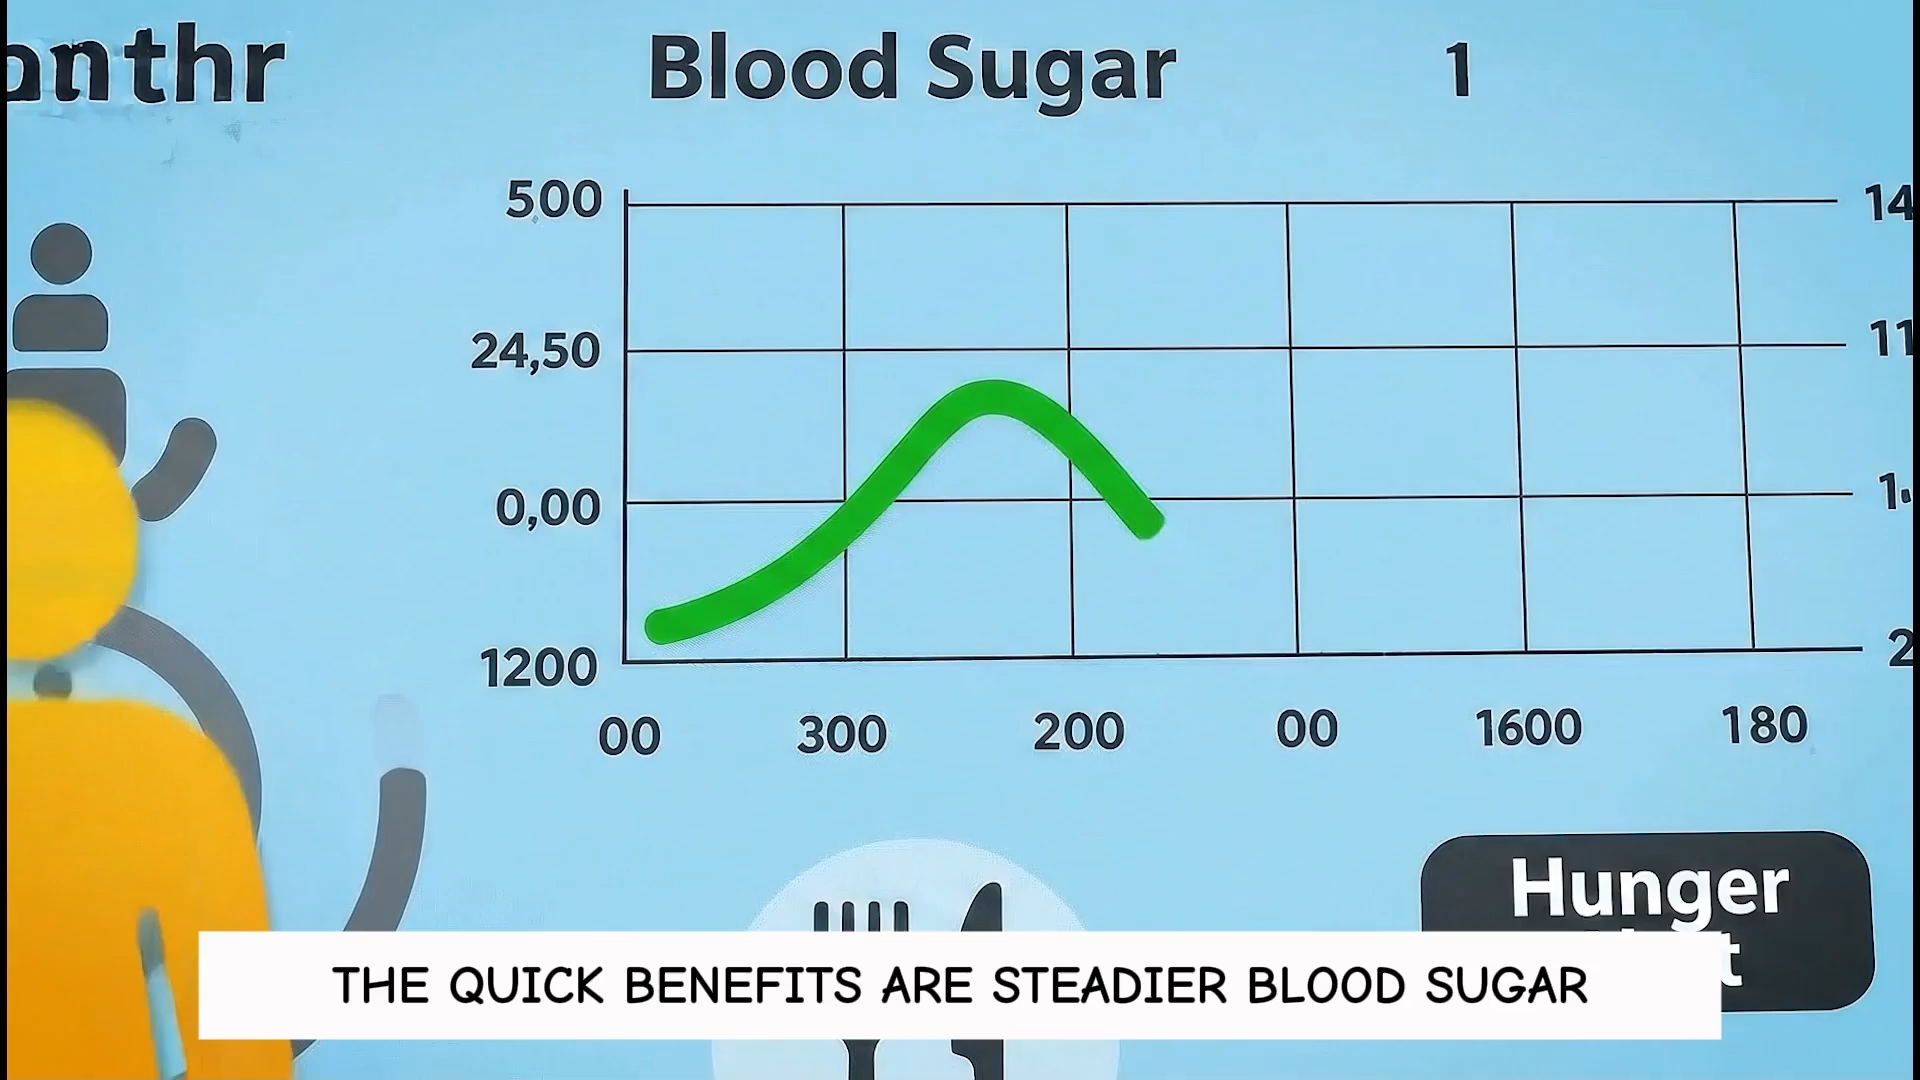 Blood Sugar
1
500
24,50
0,00
1200
00 300 200 00 1600 180
Hunger
THE QUICK BENEFITS ARE STEADIER BLOOD SUGAR